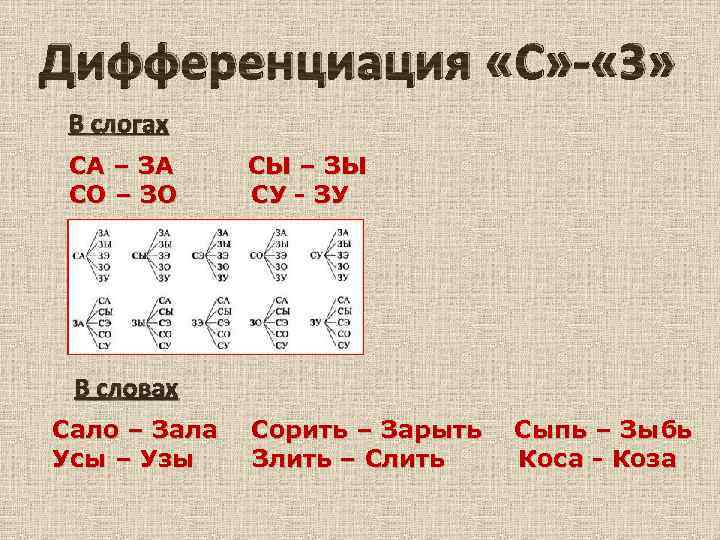 Дифференциация «С»-«З»
В слогах
СА – ЗА СЫ – ЗЫ
СО – ЗО СУ - ЗУ
ЗА ЗА ЗА ЗА ЗА
ЗЫ ЗЫ ЗЫ ЗЫ ЗЫ
СА ЗЭ СЫ ЗЭ СЭ ЗЭ СО ЗЭ СУ ЗЭ
ЗО ЗО ЗО ЗО ЗО
ЗУ ЗУ ЗУ ЗУ ЗУ
СА СА СА СА СА
СЫ СЫ СЫ СЫ СЫ
ЗА СЭ ЗЫ СЭ ЗЭ СЭ ЗО СЭ ЗУ СЭ
СО СО СО СО СО
СУ СУ СУ СУ СУ
В словах
Сало – Зала Сорить – Зарыть Сыпь – Зыбь
Усы – Узы Злить – Слить Коса - Коза